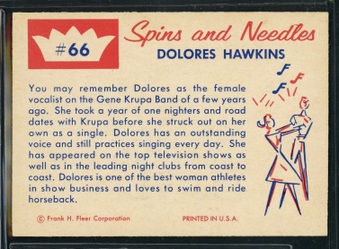 #66
Spins and Needles
DOLORES HAWKINS
You may remember Dolores as the female
vocalist on the Gene Krupa Band of a few years
ago. She took a year of one nighters and road
dates with Krupa before she struck out on her
own as a single. Dolores has an outstanding
voice and still practices singing every day. She
has appeared on the top television shows as
well as in the leading night clubs from coast to
coast. Dolores is one of the best woman athletes
in show business and loves to swim and ride
horseback.
© Frank H. Fleer Corporation
PRINTED IN U.S.A.